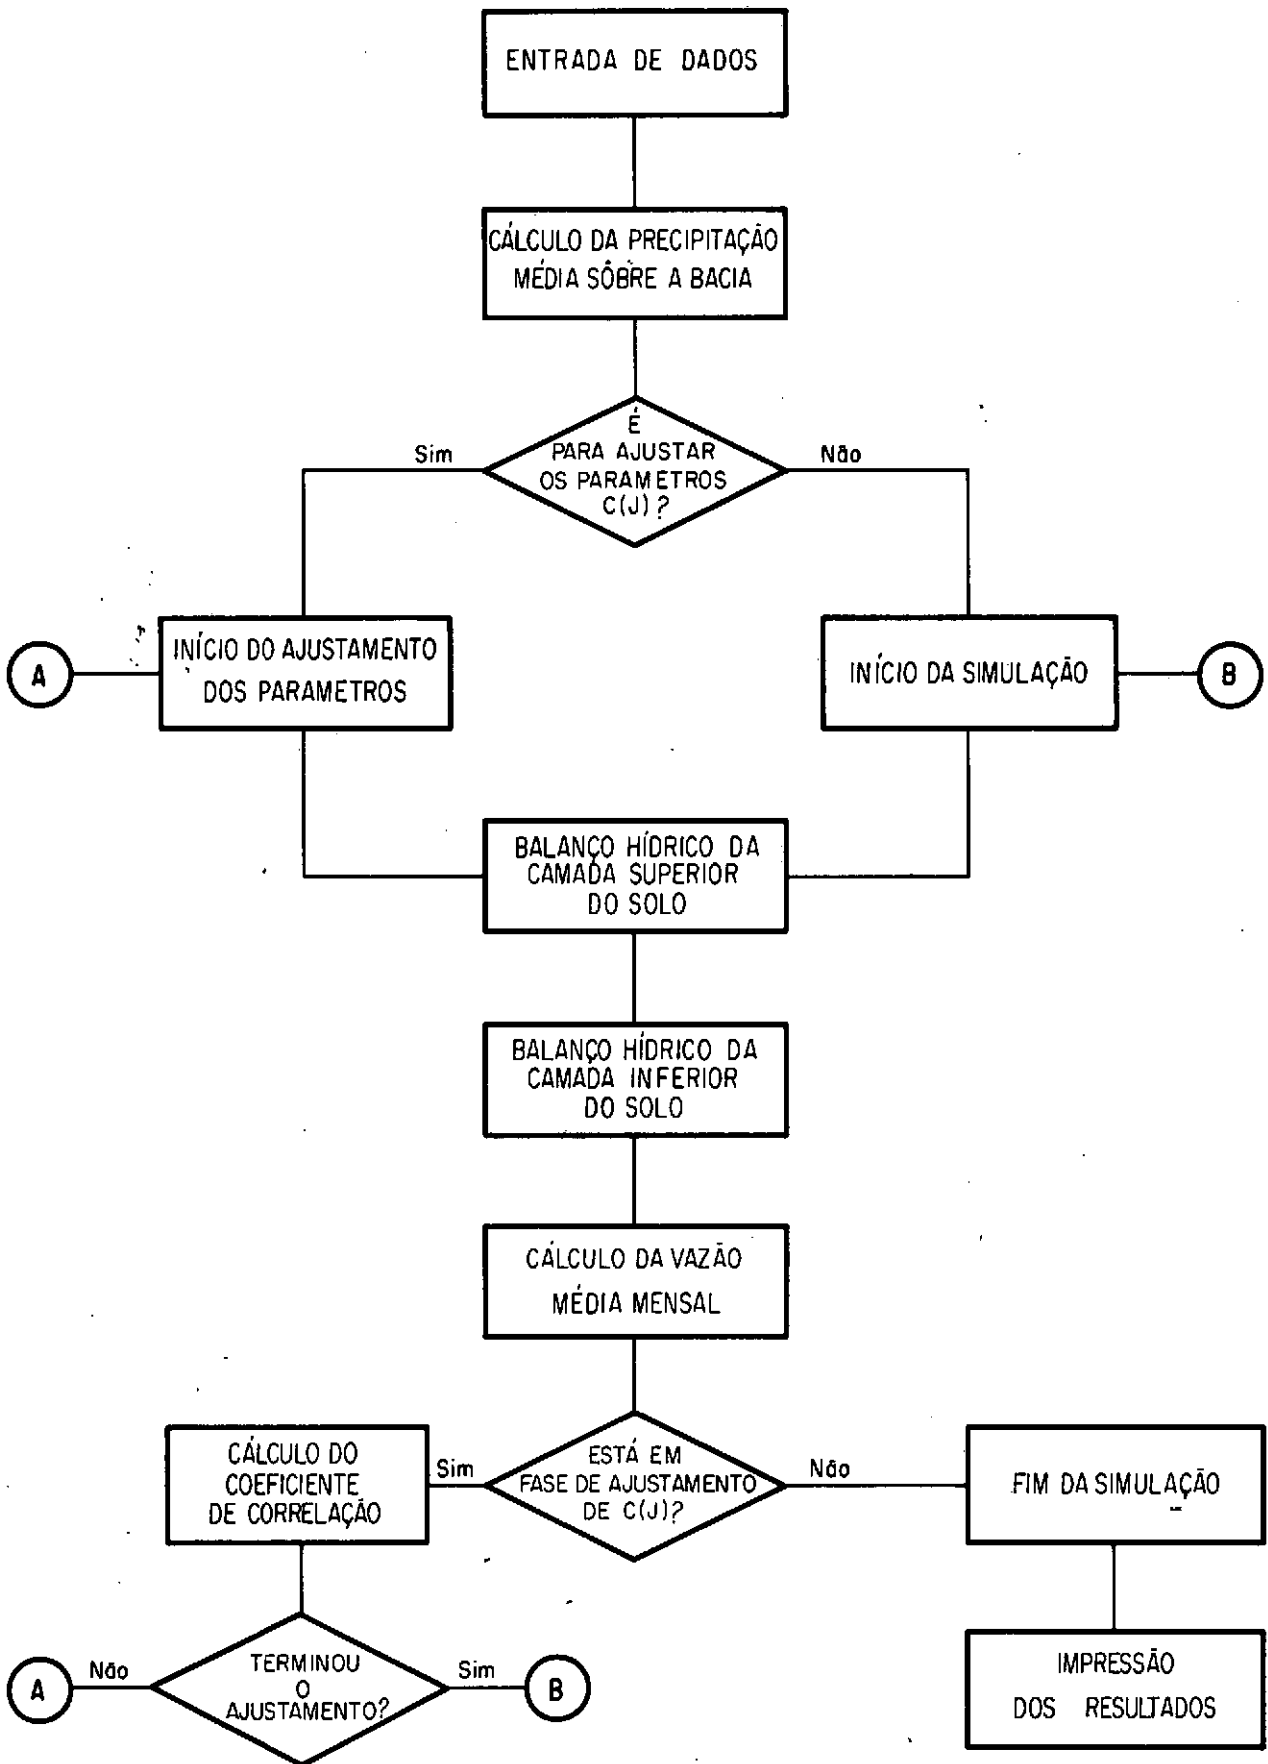 ENTRADA DE DADOS
CÁLCULO DA PRECIPITAÇÃO
MÉDIA SÔBRE A BACIA
É
PARA AJUSTAR
OS PARAMETROS
C(J)?
Sim
Não
A
INÍCIO DO AJUSTAMENTO
DOS PARAMETROS
INÍCIO DA SIMULAÇÃO
B
BALANÇO HÍDRICO DA
CAMADA SUPERIOR
DO SOLO
BALANÇO HÍDRICO DA
CAMADA INFERIOR
DO SOLO
CÁLCULO DA VAZÃO
MÉDIA MENSAL
CÁLCULO DO
COEFICIENTE
DE CORRELAÇÃO
Sim
ESTÁ EM
FASE DE AJUSTAMENTO
DE C(J)?
Não
FIM DA SIMULAÇÃO
A
Não
TERMINOU
O
AJUSTAMENTO?
Sim
B
IMPRESSÃO
DOS RESULTADOS